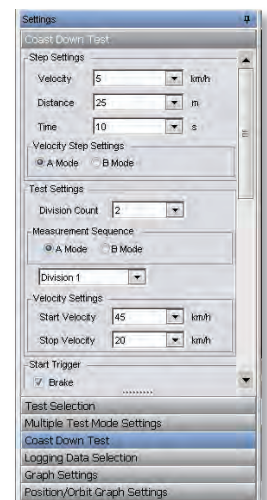 Settings
Coast Down Test
Step Settings
Velocity 5 km/h
Distance 25 m
Time 10 s
Velocity Step Settings
A Mode B Mode
Test Settings
Division Count 2
Measurement Sequence
A Mode B Mode
Division 1
Velocity Settings
Start Velocity 45 km/h
Stop Velocity 20 km/h
Start Trigger
Brake
Test Selection
Multiple Test Mode Settings
Coast Down Test
Logging Data Selection
Graph Settings
Position/Orbit Graph Settings